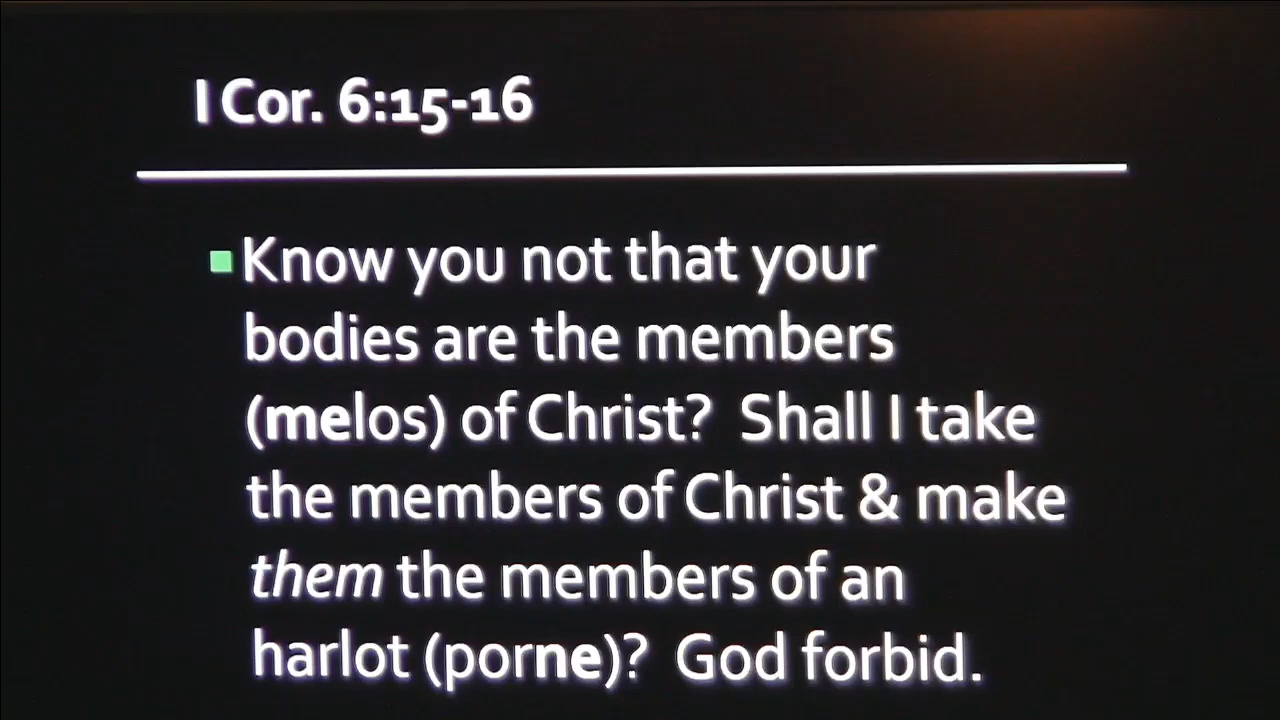 I Cor. 6:15-16
Know you not that your
bodies are the members
(melos) of Christ? Shall I take
the members of Christ & make
them the members of an
harlot (porne)? God forbid.